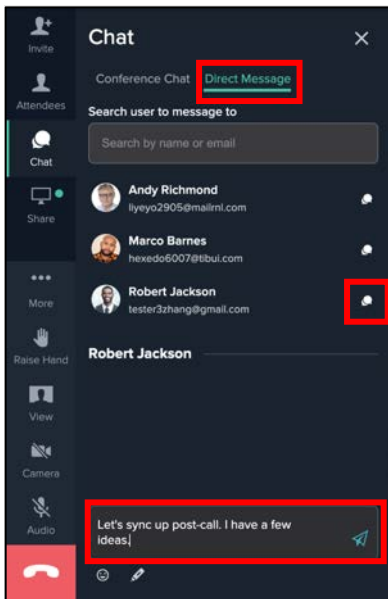 Invite
Attendees
Chat
Share
More
Raise Hand
View
Camera
Audio
Chat
Conference Chat Direct Message
Search user to message to
Search by name or email
Andy Richmond
liyeyo2905@mailrnl.com
Marco Barnes
hexedo6007@tibui.com
Robert Jackson
tester3zhang@gmail.com
Robert Jackson
Let's sync up post-call. I have a few
ideas.